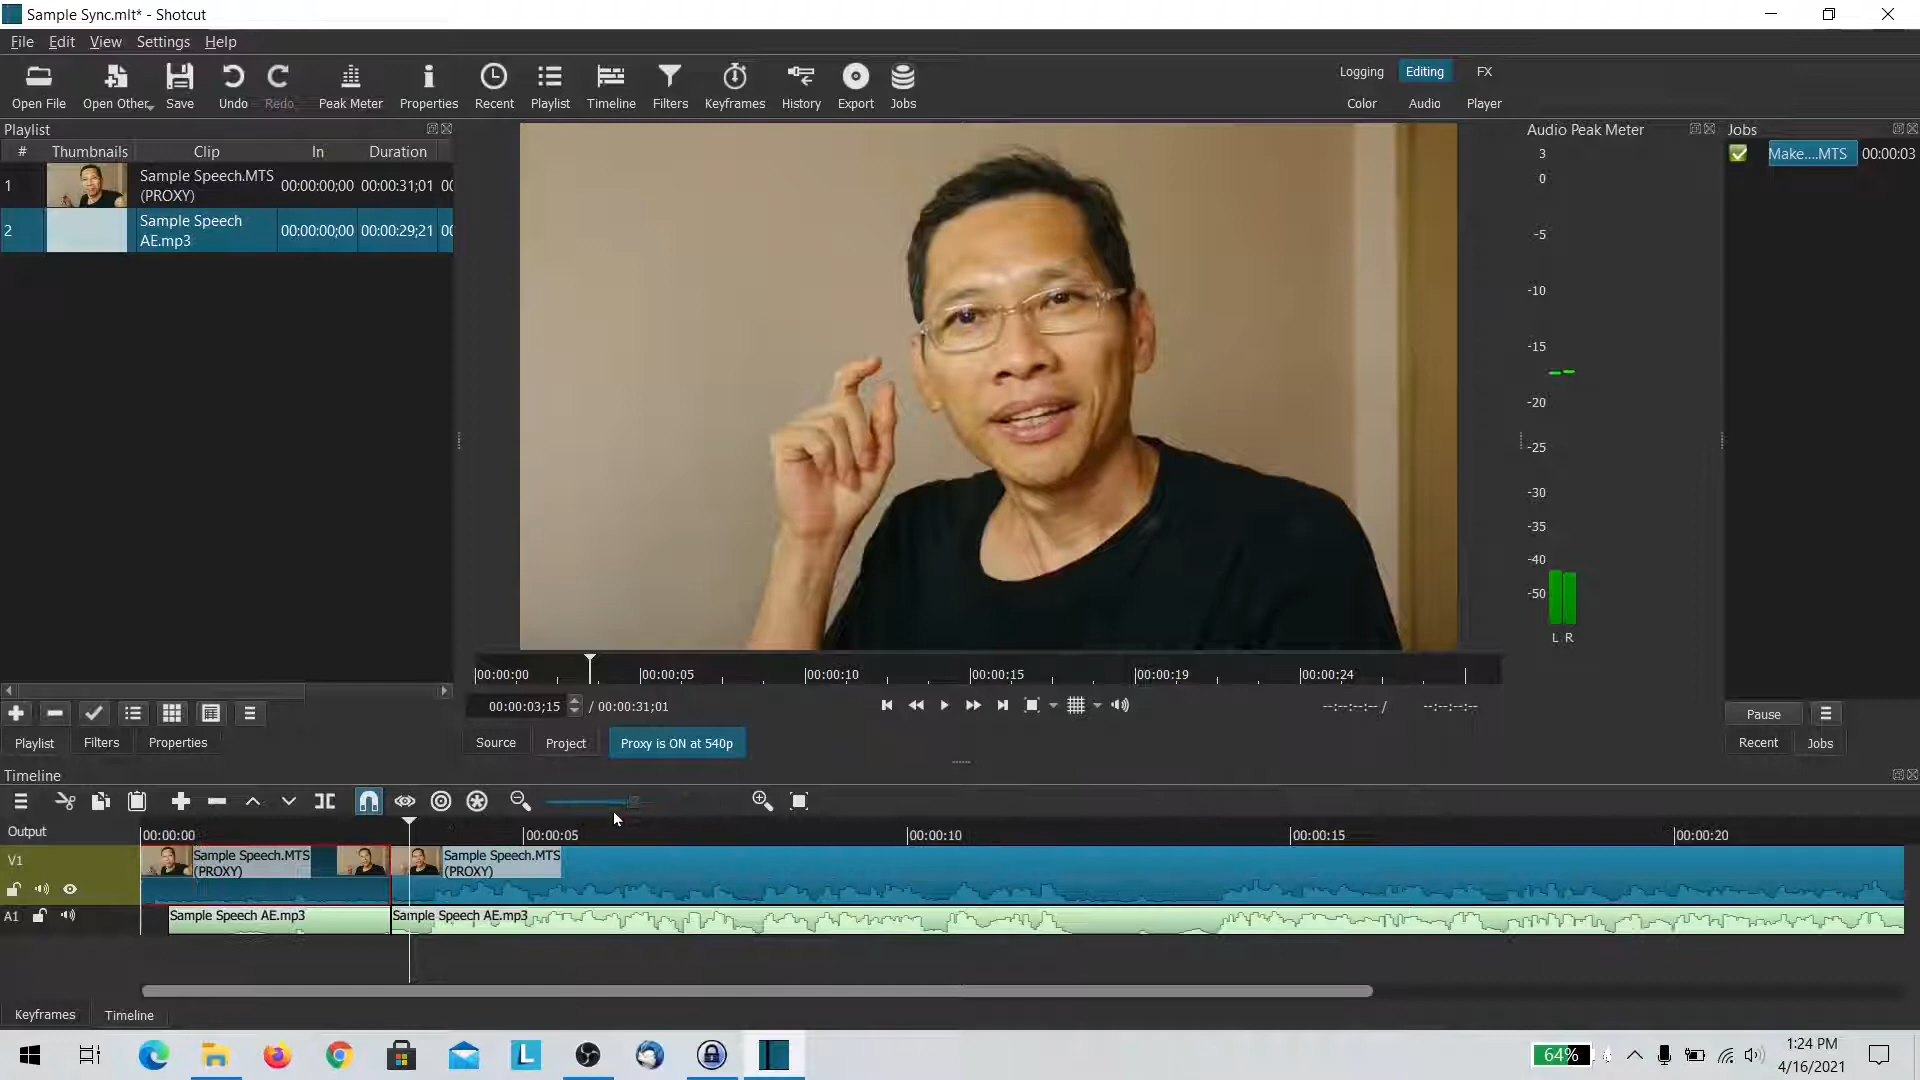 Sample Sync.mlt* - Shotcut
File Edit View Settings Help
Open File Open Other Save Undo Redo Peak Meter Properties Recent Playlist Timeline Filters Keyframes History Export Jobs
Logging Editing FX
Color Audio Player
Playlist
# Thumbnails Clip In Duration
1 Sample Speech.MTS (PROXY) 00:00:00;00 00:00:31;01 00
2 Sample Speech AE.mp3 00:00:00;00 00:00:29;21 00
Audio Peak Meter
3
0
-5
-10
-15
-20
-25
-30
-35
-40
-50
L R
Jobs
Make....MTS 00:00:03
00:00:00 00:00:05 00:00:10 00:00:15 00:00:19 00:00:24
00:00:03;15 / 00:00:31;01 --:--:--:-- / --:--:--:--
Source Project Proxy is ON at 540p
Playlist Filters Properties
Pause
Recent Jobs
Timeline
Output
00:00:00 00:00:05 00:00:10 00:00:15 00:00:20
V1
Sample Speech.MTS
(PROXY)
Sample Speech.MTS
(PROXY)
A1
Sample Speech AE.mp3
Sample Speech AE.mp3
Keyframes Timeline
64%
1:24 PM
4/16/2021